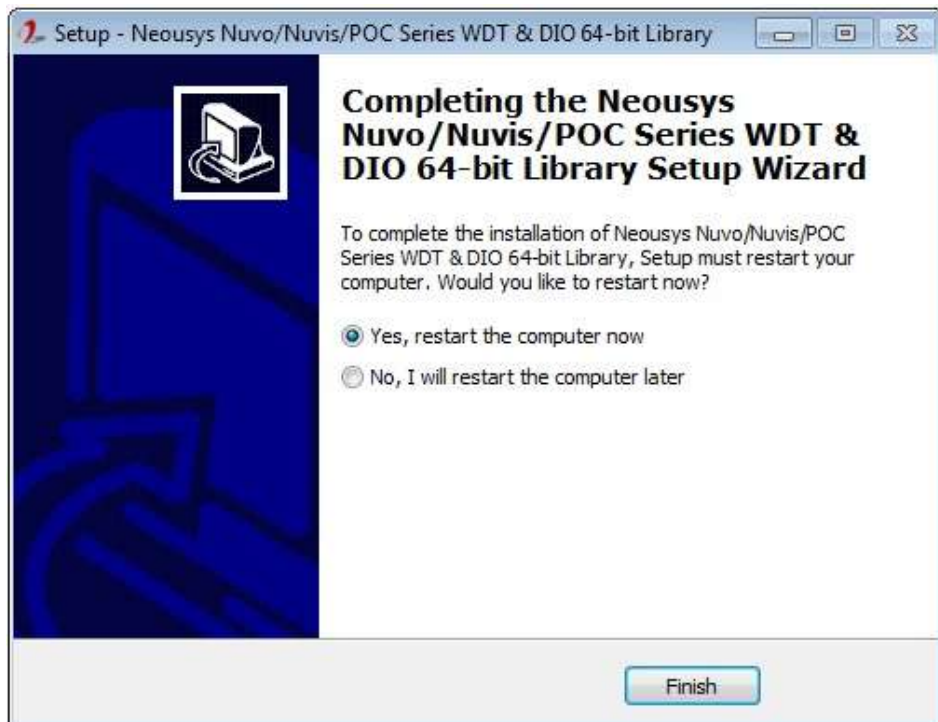 Setup - Neousys Nuvo/Nuvis/POC Series WDT & DIO 64-bit Library
Completing the Neousys
Nuvo/Nuvis/POC Series WDT &
DIO 64-bit Library Setup Wizard
To complete the installation of Neousys Nuvo/Nuvis/POC
Series WDT & DIO 64-bit Library, Setup must restart your
computer. Would you like to restart now?
Yes, restart the computer now
No, I will restart the computer later
Finish